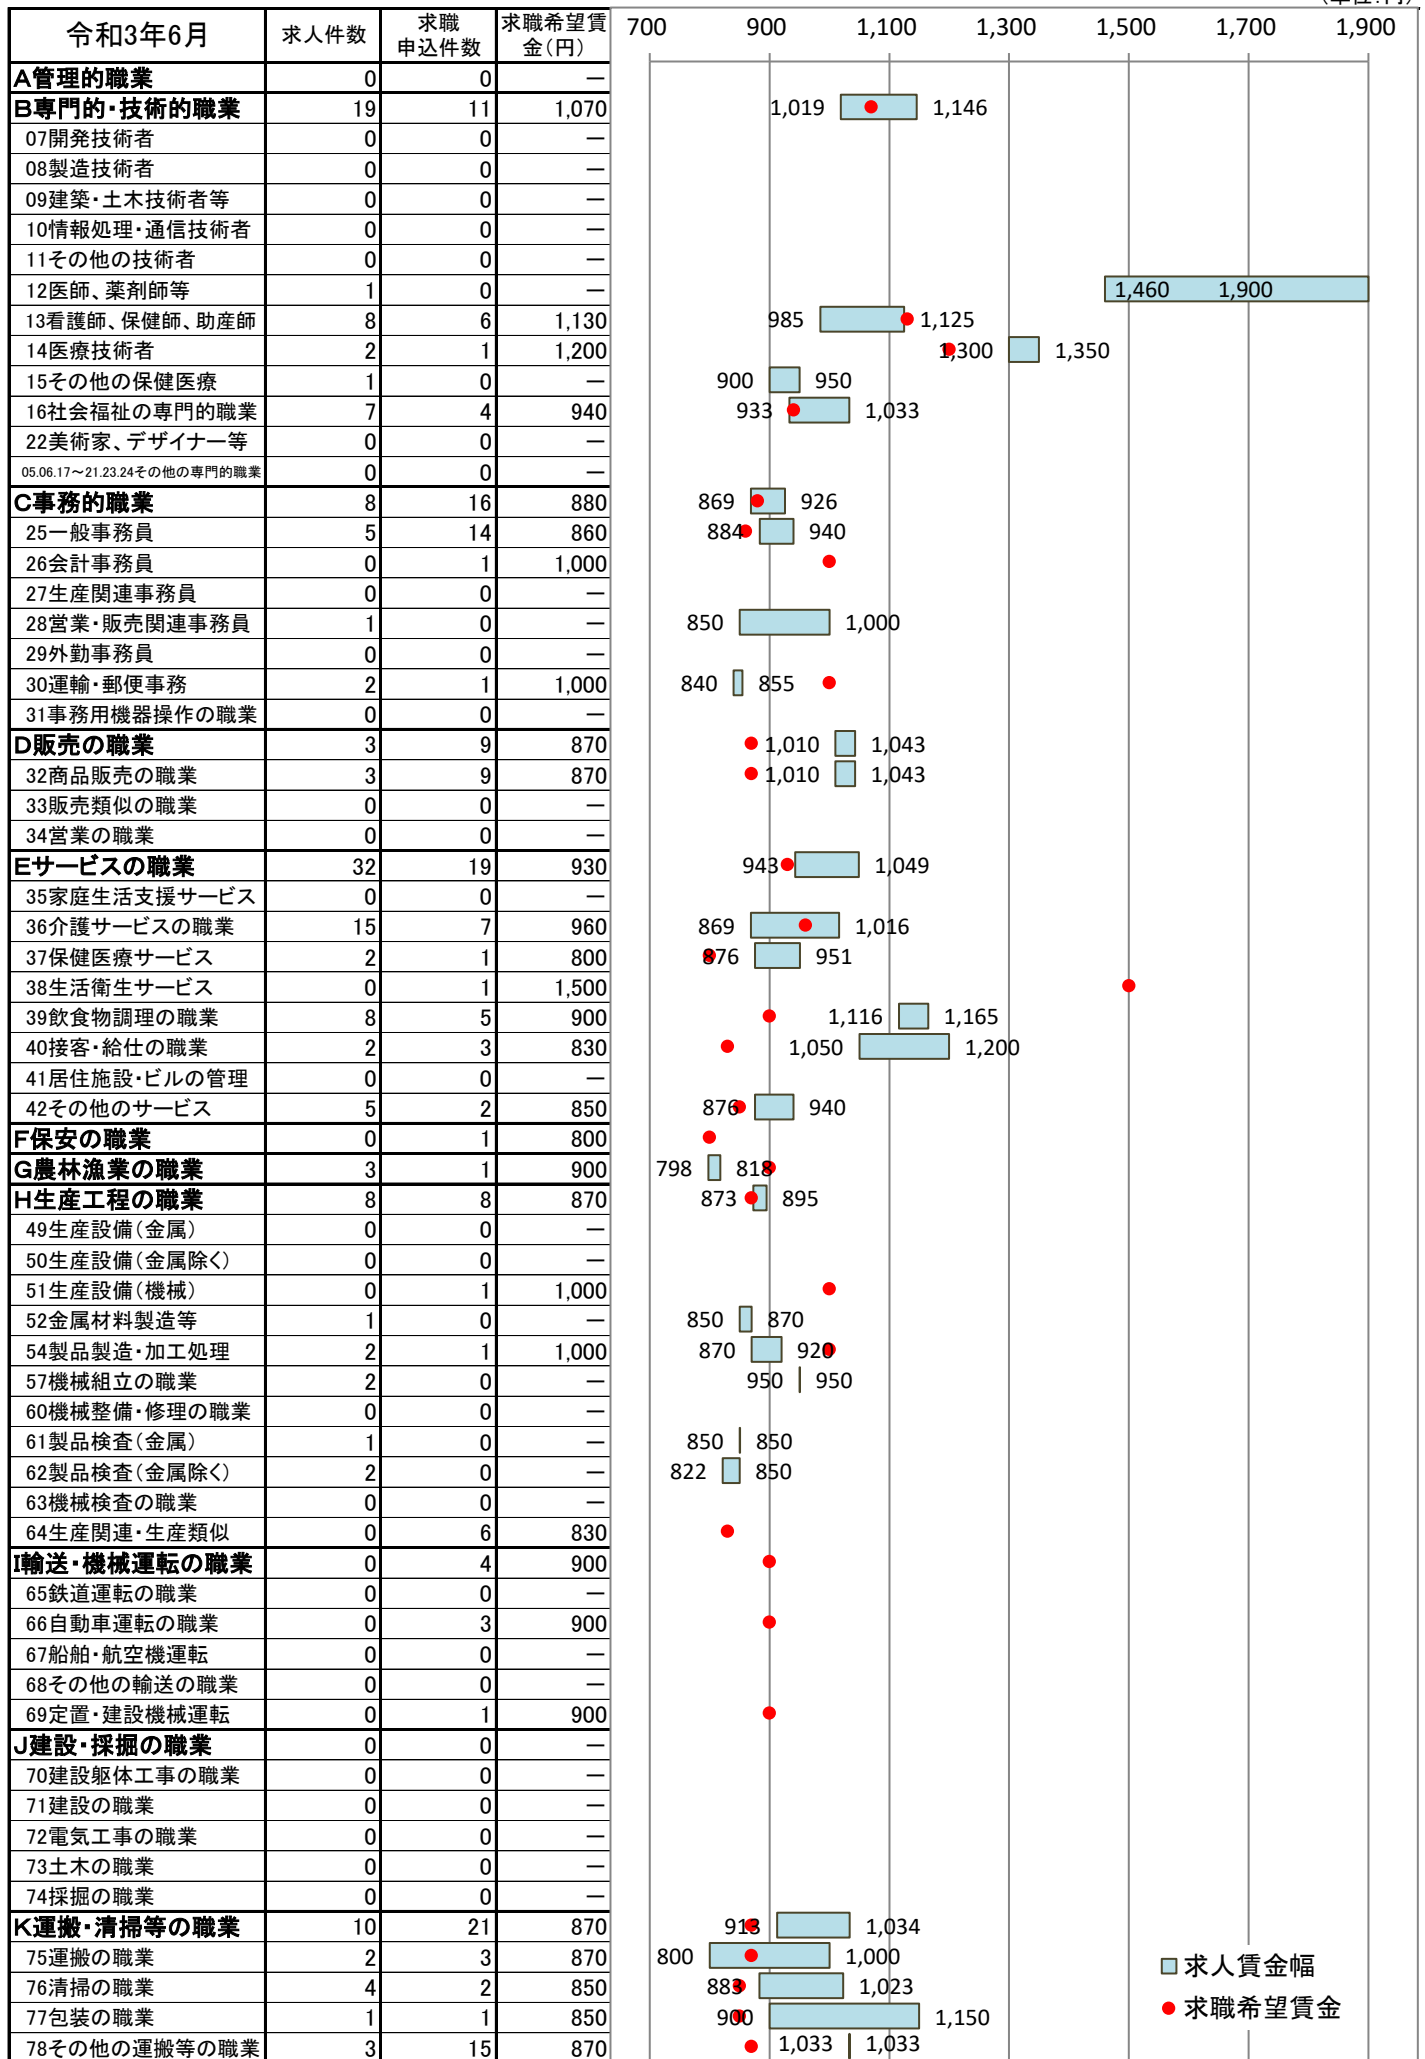 令和3年6月 求人件数 求職申込件数 求職希望賃金(円) 700 900 1,100 1,300 1,500 1,700 1,900
A管理的職業 0 0 －
B専門的・技術的職業 19 11 1,070 1,019 1,146
07開発技術者 0 0 －
08製造技術者 0 0 －
09建築・土木技術者等 0 0 －
10情報処理・通信技術者 0 0 －
11その他の技術者 0 0 －
12医師、薬剤師等 1 0 － 1,460 1,900
13看護師、保健師、助産師 8 6 1,130 985 1,125
14医療技術者 2 1 1,200 1,300 1,350
15その他の保健医療 1 0 － 900 950
16社会福祉の専門的職業 7 4 940 933 1,033
22美術家、デザイナー等 0 0 －
05.06.17～21.23.24その他の専門的職業 0 0 －
C事務的職業 8 16 880 869 926
25一般事務員 5 14 860 884 940
26会計事務員 0 1 1,000
27生産関連事務員 0 0 －
28営業・販売関連事務員 1 0 － 850 1,000
29外勤事務員 0 0 －
30運輸・郵便事務 2 1 1,000 840 855
31事務用機器操作の職業 0 0 －
D販売の職業 3 9 870 1,010 1,043
32商品販売の職業 3 9 870 1,010 1,043
33販売類似の職業 0 0 －
34営業の職業 0 0 －
Eサービスの職業 32 19 930 943 1,049
35家庭生活支援サービス 0 0 －
36介護サービスの職業 15 7 960 869 1,016
37保健医療サービス 2 1 800 876 951
38生活衛生サービス 0 1 1,500
39飲食物調理の職業 8 5 900 1,116 1,165
40接客・給仕の職業 2 3 830 1,050 1,200
41居住施設・ビルの管理 0 0 －
42その他のサービス 5 2 850 876 940
F保安の職業 0 1 800
G農林漁業の職業 3 1 900 798 818
H生産工程の職業 8 8 870 873 895
49生産設備(金属) 0 0 －
50生産設備(金属除く) 0 0 －
51生産設備(機械) 0 1 1,000
52金属材料製造等 1 0 － 850 870
54製品製造・加工処理 2 1 1,000 870 920
57機械組立の職業 2 0 － 950 950
60機械整備・修理の職業 0 0 －
61製品検査(金属) 1 0 － 850 850
62製品検査(金属除く) 2 0 － 822 850
63機械検査の職業 0 0 －
64生産関連・生産類似 0 6 830
I輸送・機械運転の職業 0 4 900
65鉄道運転の職業 0 0 －
66自動車運転の職業 0 3 900
67船舶・航空機運転 0 0 －
68その他の輸送の職業 0 0 －
69定置・建設機械運転 0 1 900
J建設・採掘の職業 0 0 －
70建設躯体工事の職業 0 0 －
71建設の職業 0 0 －
72電気工事の職業 0 0 －
73土木の職業 0 0 －
74採掘の職業 0 0 －
K運搬・清掃等の職業 10 21 870 913 1,034
75運搬の職業 2 3 870 800 1,000
76清掃の職業 4 2 850 883 1,023
77包装の職業 1 1 850 900 1,150
78その他の運搬等の職業 3 15 870 1,033 1,033
求人賃金幅
求職希望賃金